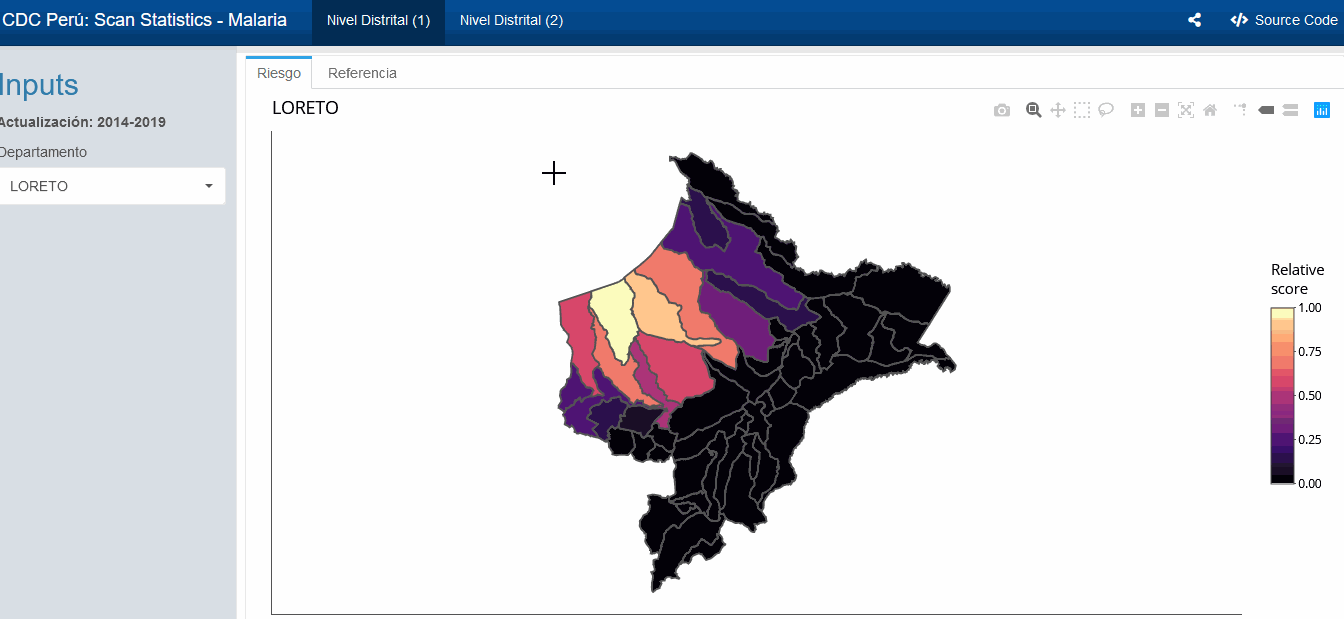 CDC Perú: Scan Statistics - Malaria
Nivel Distrital (1)
Nivel Distrital (2)
Source Code
Inputs
Actualización: 2014-2019
Departamento
LORETO
Riesgo
Referencia
LORETO
Relative
score
1.00
0.75
0.50
0.25
0.00